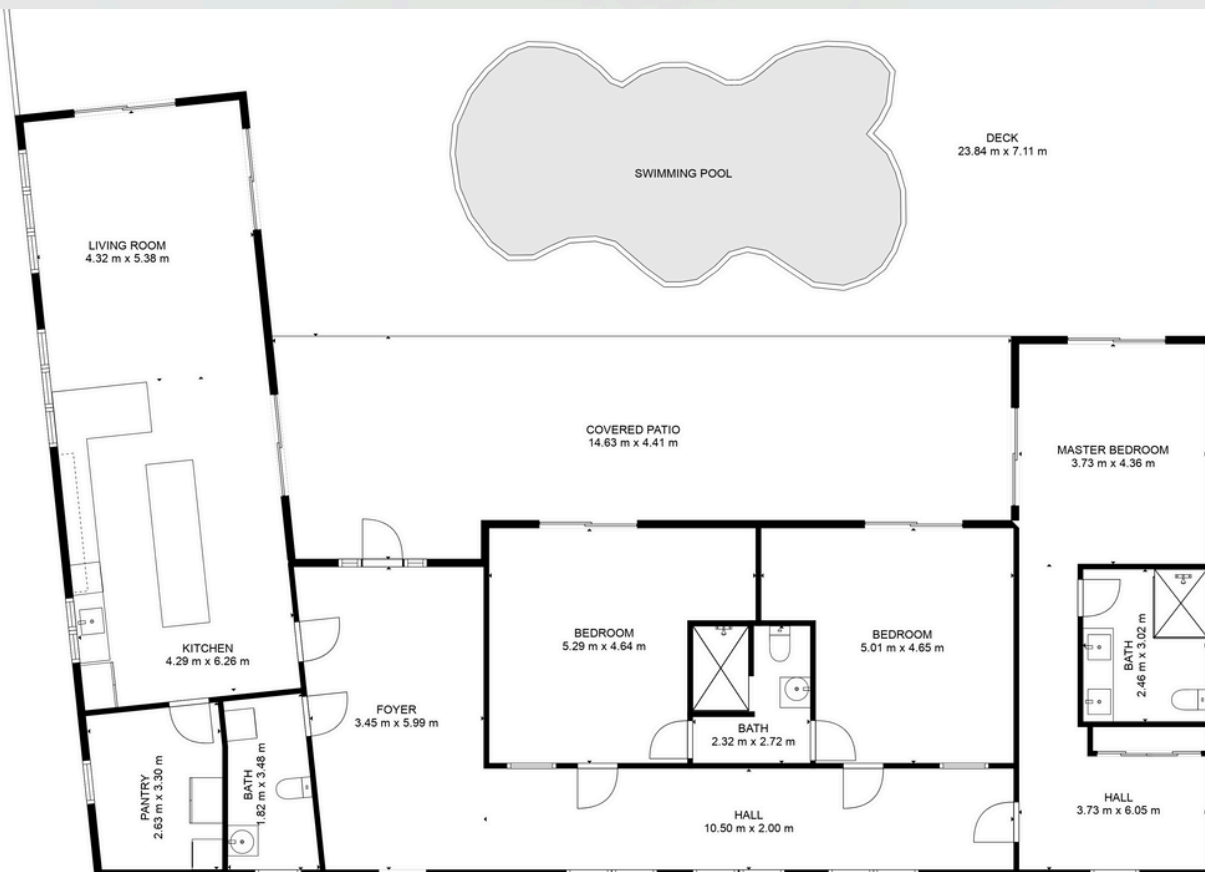 SWIMMING POOL
DECK
23.84 m x 7.11 m
LIVING ROOM
4.32 m x 5.38 m
COVERED PATIO
14.63 m x 4.41 m
MASTER BEDROOM
3.73 m x 4.36 m
KITCHEN
4.29 m x 6.26 m
BEDROOM
5.29 m x 4.64 m
BEDROOM
5.01 m x 4.65 m
BATH
2.46 m x 3.02 m
FOYER
3.45 m x 5.99 m
BATH
2.32 m x 2.72 m
PANTRY
2.63 m x 3.30 m
BATH
1.82 m x 3.48 m
HALL
10.50 m x 2.00 m
HALL
3.73 m x 6.05 m